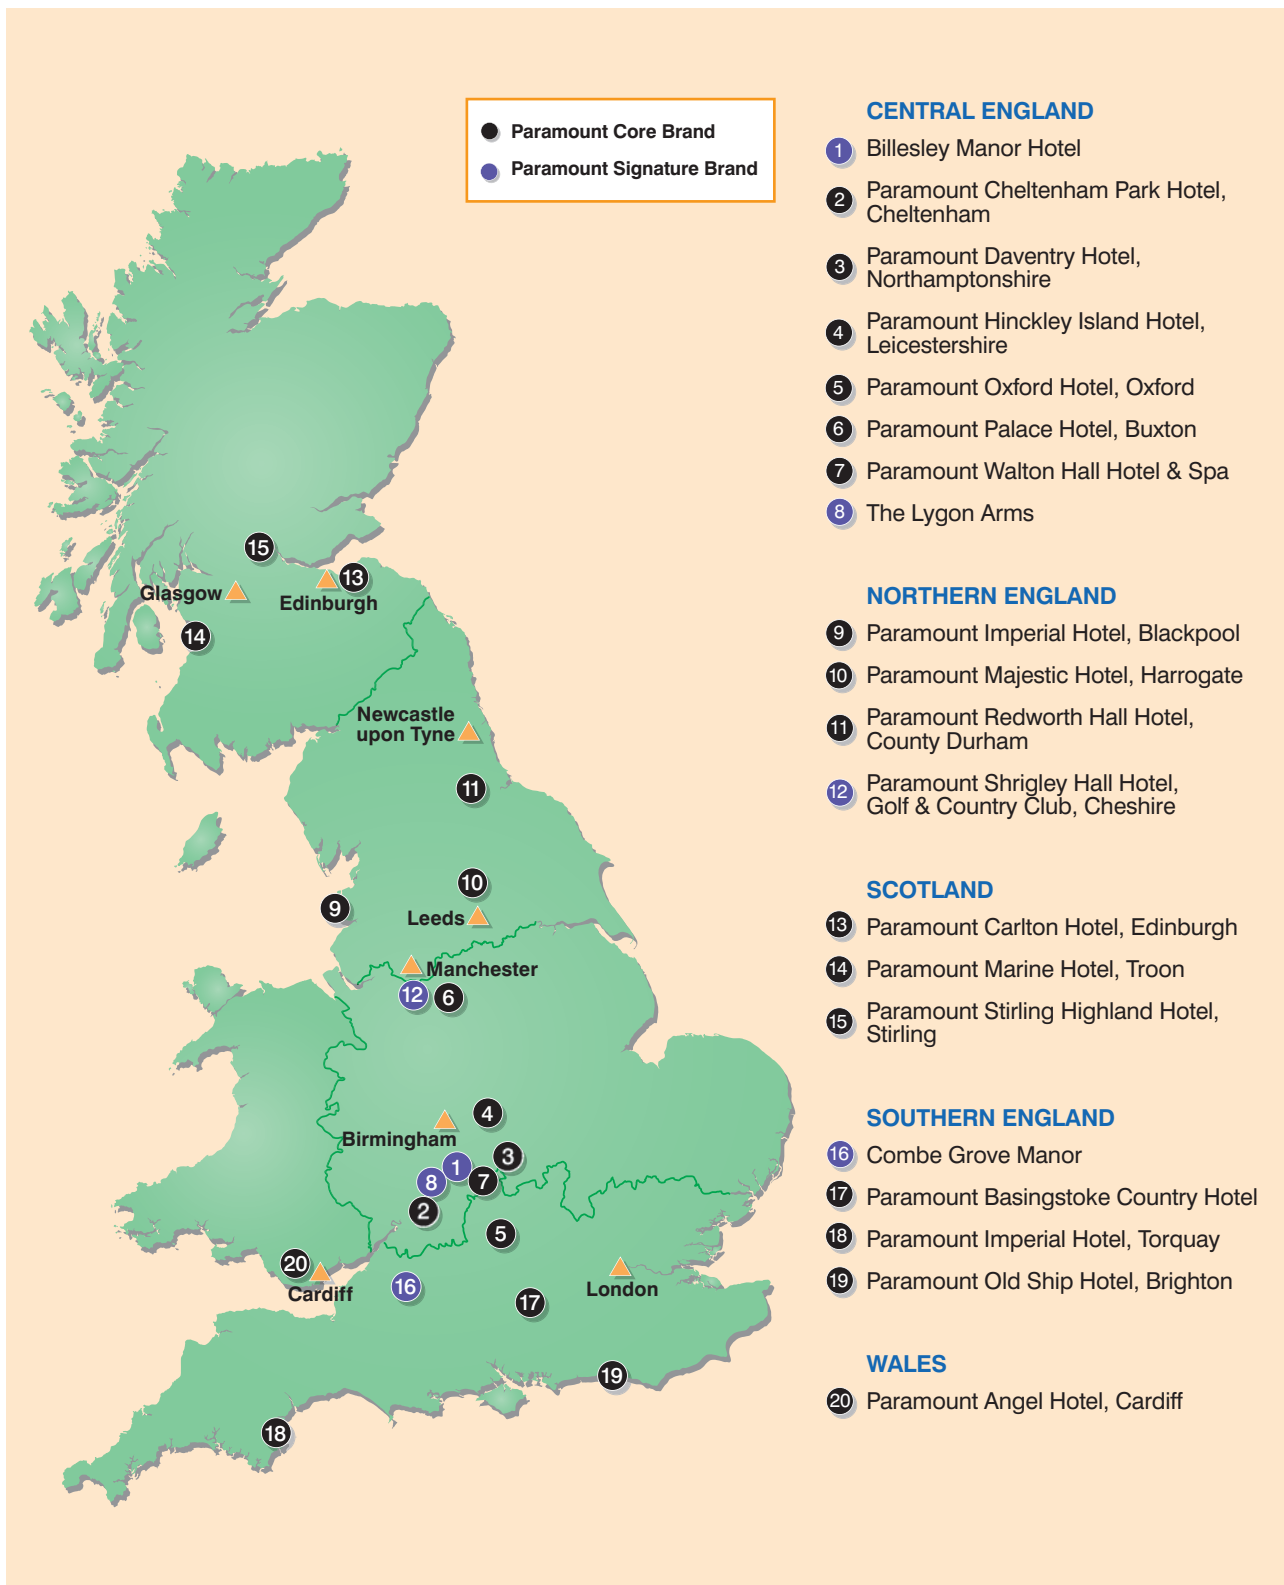 Paramount Core Brand
Paramount Signature Brand
CENTRAL ENGLAND
1 Billesley Manor Hotel
2 Paramount Cheltenham Park Hotel,
Cheltenham
3 Paramount Daventry Hotel,
Northamptonshire
4 Paramount Hinckley Island Hotel,
Leicestershire
5 Paramount Oxford Hotel, Oxford
6 Paramount Palace Hotel, Buxton
7 Paramount Walton Hall Hotel & Spa
8 The Lygon Arms
NORTHERN ENGLAND
9 Paramount Imperial Hotel, Blackpool
10 Paramount Majestic Hotel, Harrogate
11 Paramount Redworth Hall Hotel,
County Durham
12 Paramount Shrigley Hall Hotel,
Golf & Country Club, Cheshire
SCOTLAND
13 Paramount Carlton Hotel, Edinburgh
14 Paramount Marine Hotel, Troon
15 Paramount Stirling Highland Hotel,
Stirling
SOUTHERN ENGLAND
16 Combe Grove Manor
17 Paramount Basingstoke Country Hotel
18 Paramount Imperial Hotel, Torquay
19 Paramount Old Ship Hotel, Brighton
WALES
20 Paramount Angel Hotel, Cardiff
15
13
Glasgow
Edinburgh
14
Newcastle
upon Tyne
11
10
9
Leeds
Manchester
12
6
4
Birmingham
3
1
7
8
2
5
20
Cardiff
16
London
17
19
18